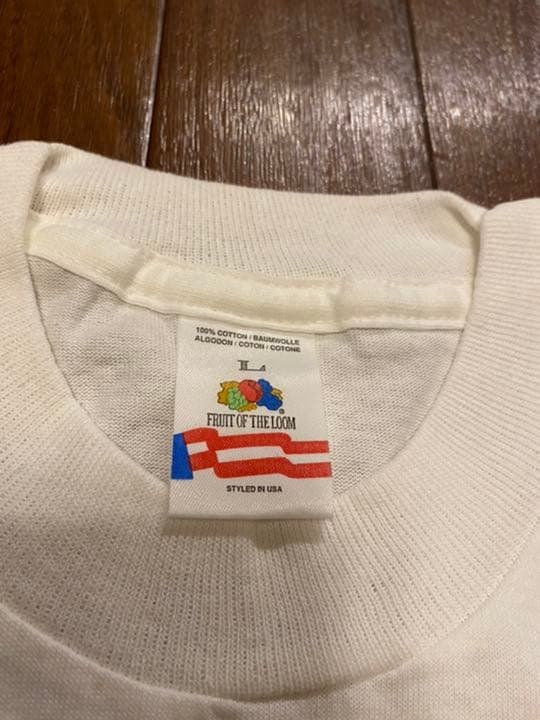 100% COTTON / BAUMWOLLE
ALGODON / COTON / COTONE
L
®
FRUIT OF THE LOOM
STYLED IN USA